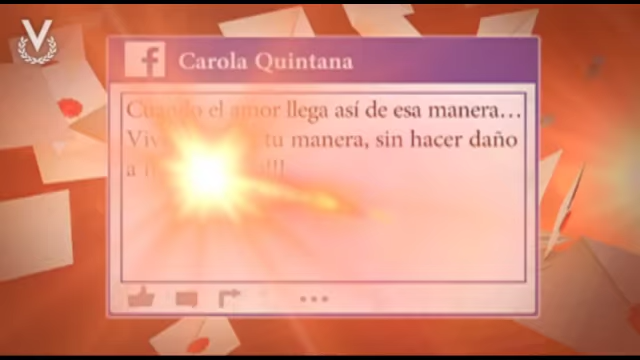 Carola Quintana
Cuando el amor llega así de esa manera...
tu manera, sin hacer daño
a !!!